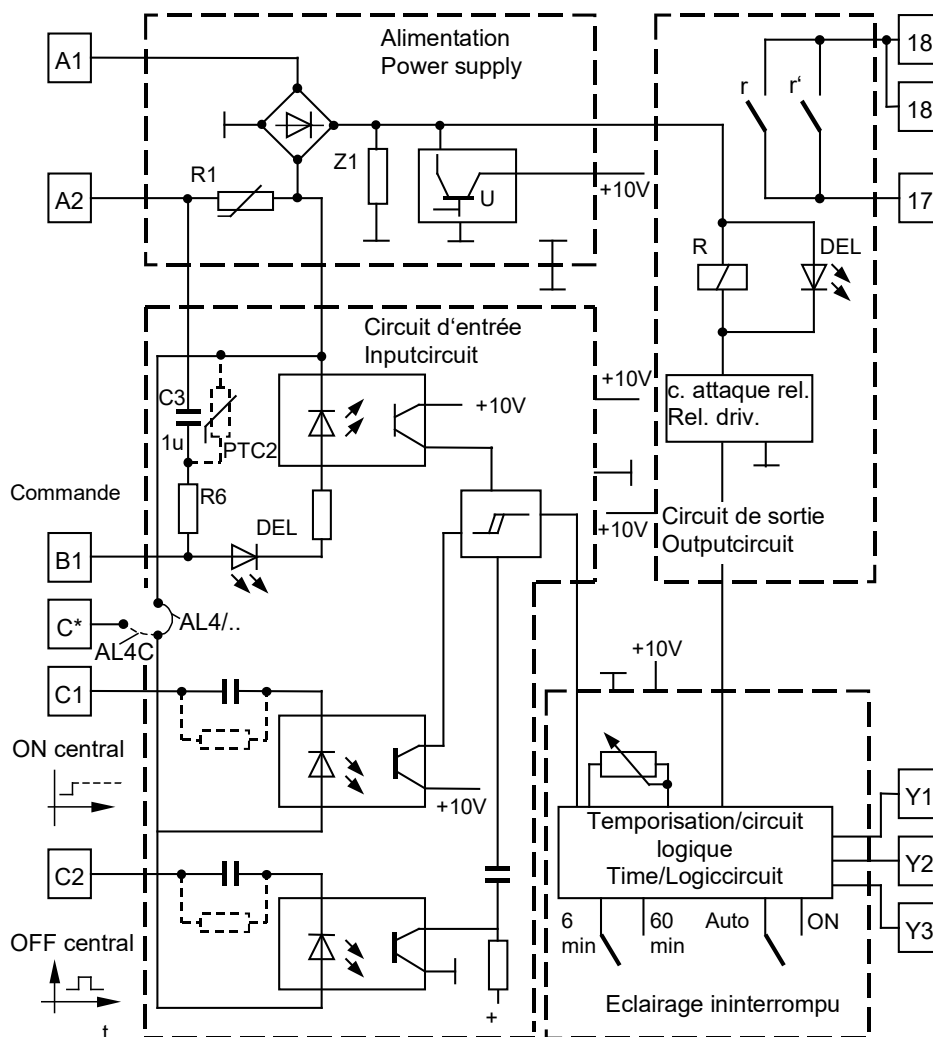 A1
Alimentation
Power supply
18
r
r‘
18
R1
Z1
A2
U
+10V
17
R
DEL
Circuit d‘entrée
Inputcircuit
+10V
C3
+10V
c. attaque rel.
Rel. driv.
1u
PTC2
Commande
R6
DEL
+10V
Circuit de sortie
Outputcircuit
B1
C*
AL4/..
AL4C
+10V
C1
ON central
+10V
Y1
Temporisation/circuit
logique
Time/Logiccircuit
Y2
C2
6
min
60
min
Auto
ON
Y3
OFF central
Eclairage ininterrompu
+
t